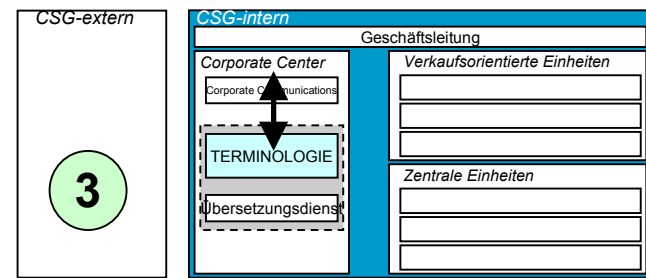 CSG-extern
3
CSG-intern
Geschäftsleitung
Corporate Center
Corporate Communications
TERMINOLOGIE
Übersetzungsdienst
Verkaufsorientierte Einheiten
Zentrale Einheiten